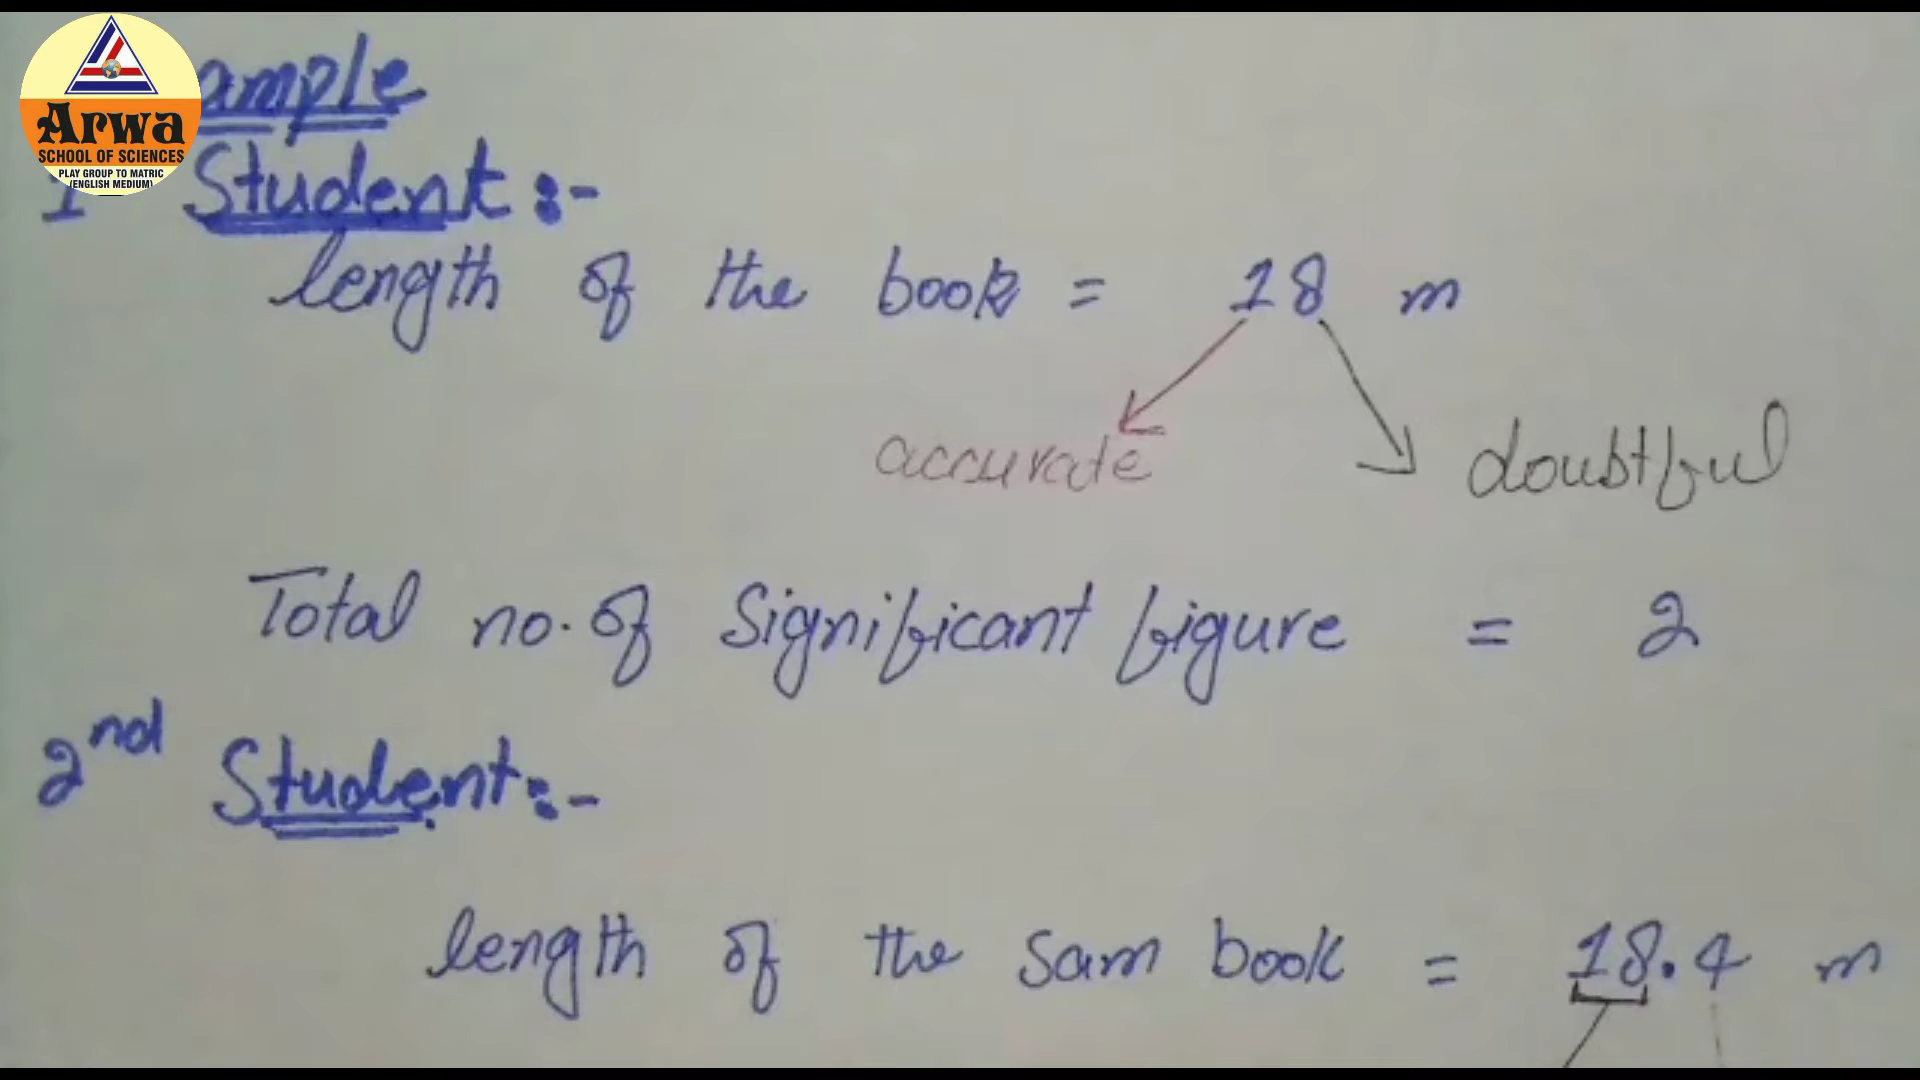 Arwa
SCHOOL OF SCIENCES
PLAY GROUP TO MATRIC
(ENGLISH MEDIUM)
ample
1 Student :-
length of the book = 18 m
accurate doubtful
Total no. of Significant figure = 2
2nd Student :-
length of the sam book = 18.4 m